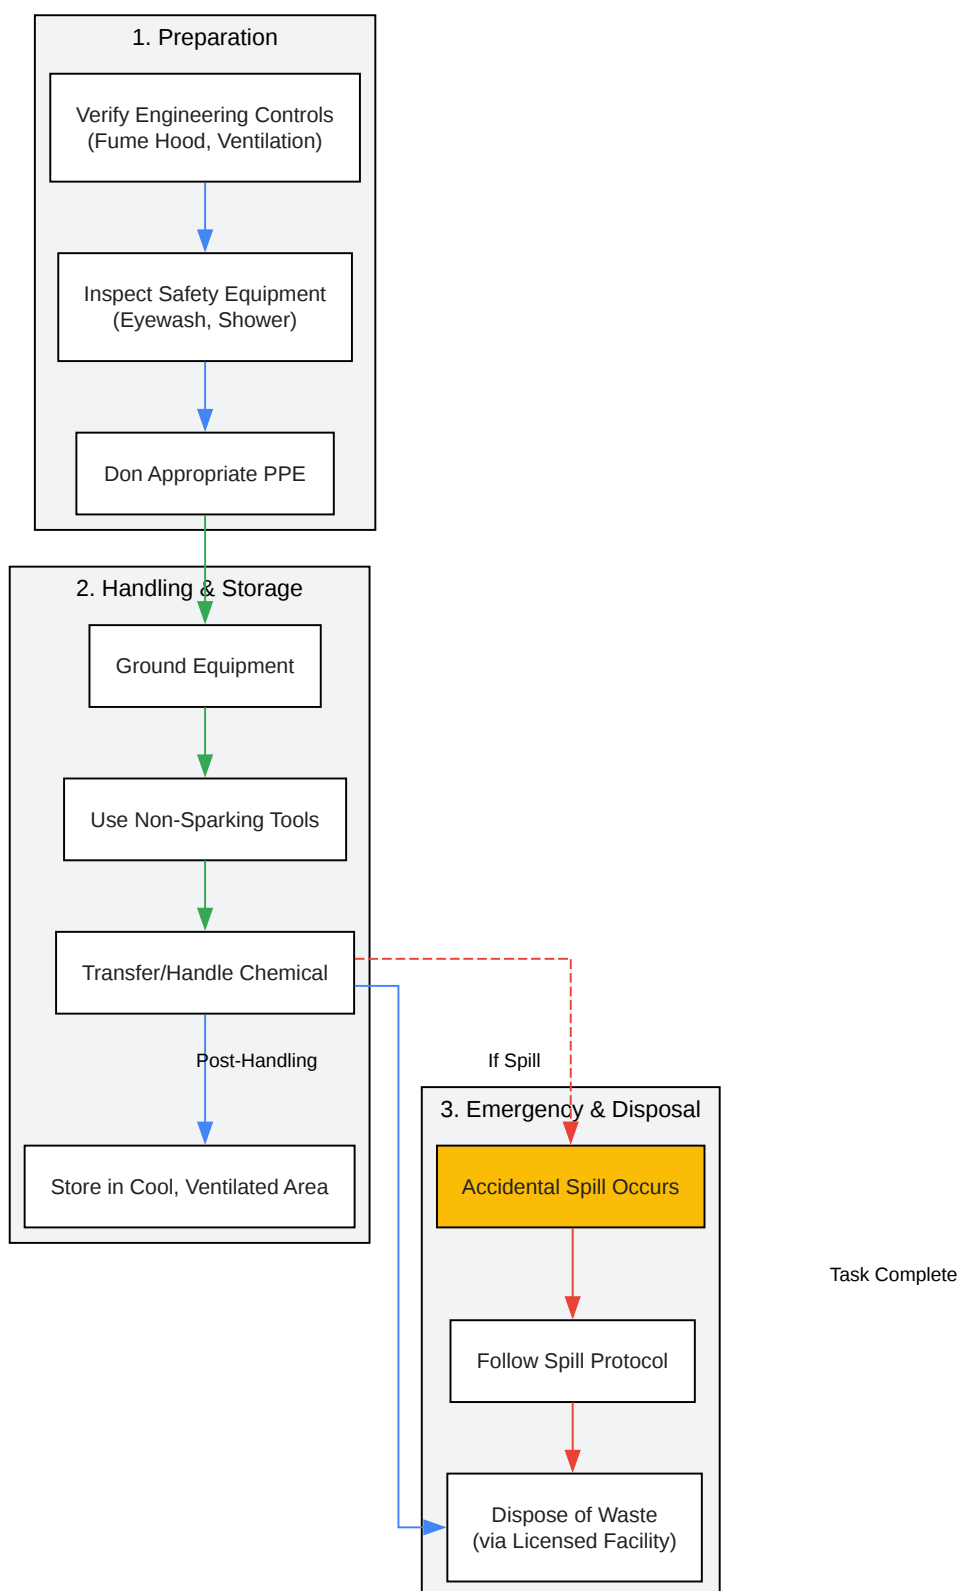 1. Preparation
Verify Engineering Controls
(Fume Hood, Ventilation)
Inspect Safety Equipment
(Eyewash, Shower)
Don Appropriate PPE
2. Handling & Storage
Ground Equipment
Use Non-Sparking Tools
Transfer/Handle Chemical
Post-Handling
If Spill
Store in Cool, Ventilated Area
3. Emergency & Disposal
Accidental Spill Occurs
Task Complete
Follow Spill Protocol
Dispose of Waste
(via Licensed Facility)